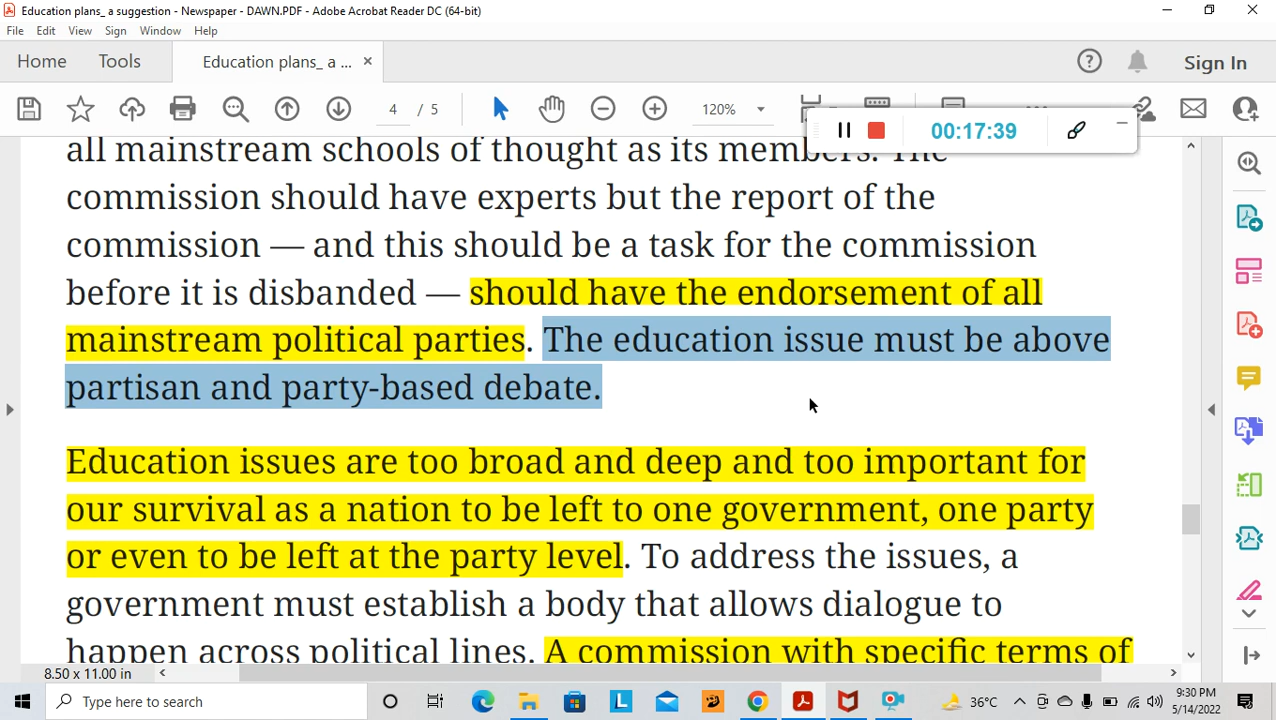 Education plans_ a suggestion - Newspaper - DAWN.PDF - Adobe Acrobat Reader DC (64-bit)
File Edit View Sign Window Help
Home Tools Education plans_ a ... × Sign In
4 / 5 120%
00:17:39
all mainstream schools of thought as its members. The
commission should have experts but the report of the
commission — and this should be a task for the commission
before it is disbanded — should have the endorsement of all
mainstream political parties. The education issue must be above
partisan and party-based debate.
Education issues are too broad and deep and too important for
our survival as a nation to be left to one government, one party
or even to be left at the party level. To address the issues, a
government must establish a body that allows dialogue to
happen across political lines. A commission with specific terms of
8.50 x 11.00 in
Type here to search
36°C
9:30 PM
5/14/2022